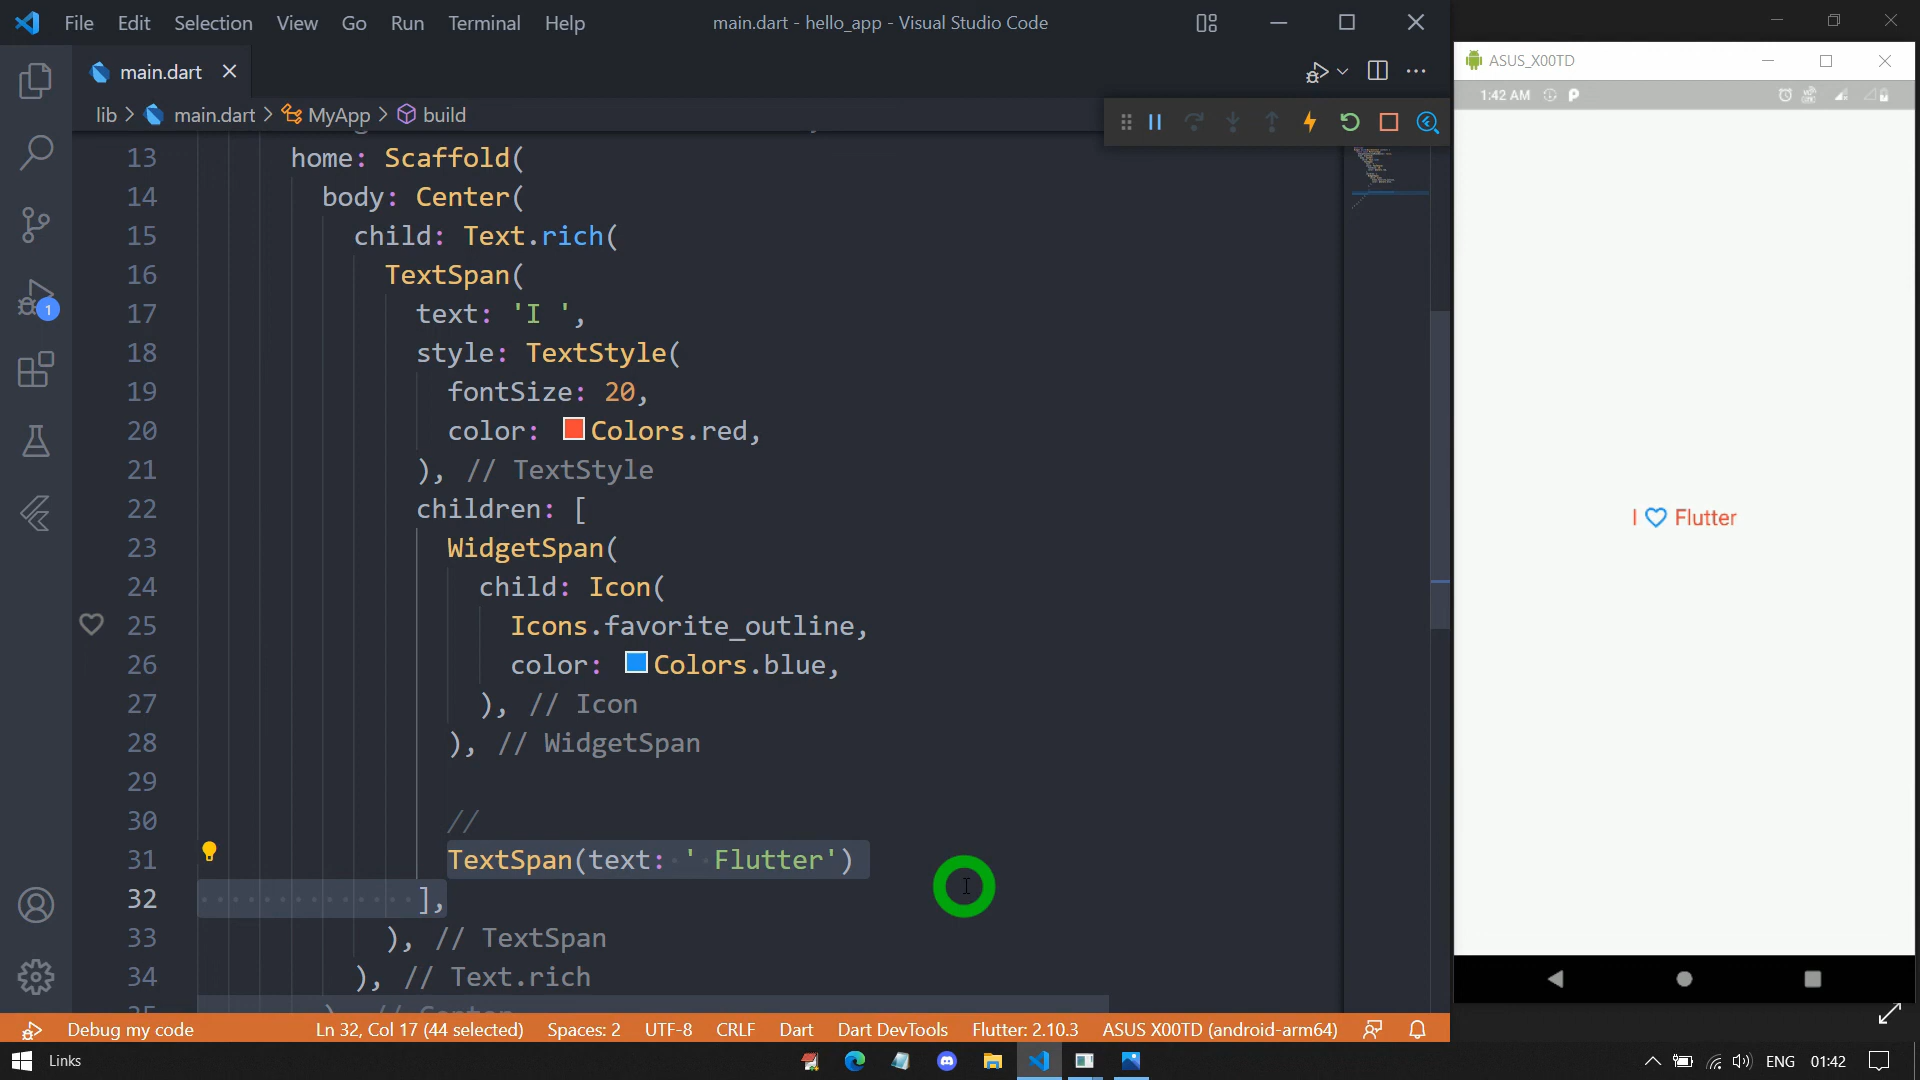 File Edit Selection View Go Run Terminal Help main.dart - hello_app - Visual Studio Code
main.dart
lib > main.dart > MyApp > build
13 home: Scaffold(
14 body: Center(
15 child: Text.rich(
16 TextSpan(
17 text: 'I ',
18 style: TextStyle(
19 fontSize: 20,
20 color: Colors.red,
21 ), // TextStyle
22 children: [
23 WidgetSpan(
24 child: Icon(
25 Icons.favorite_outline,
26 color: Colors.blue,
27 ), // Icon
28 ), // WidgetSpan
29
30 //
31 TextSpan(text: ' Flutter')
32 ],
33 ), // TextSpan
34 ), // Text.rich
1
Debug my code Ln 32, Col 17 (44 selected) Spaces: 2 UTF-8 CRLF Dart Dart DevTools Flutter: 2.10.3 ASUS X00TD (android-arm64)
ASUS_X00TD
1:42 AM
I Flutter
Links ENG 01:42